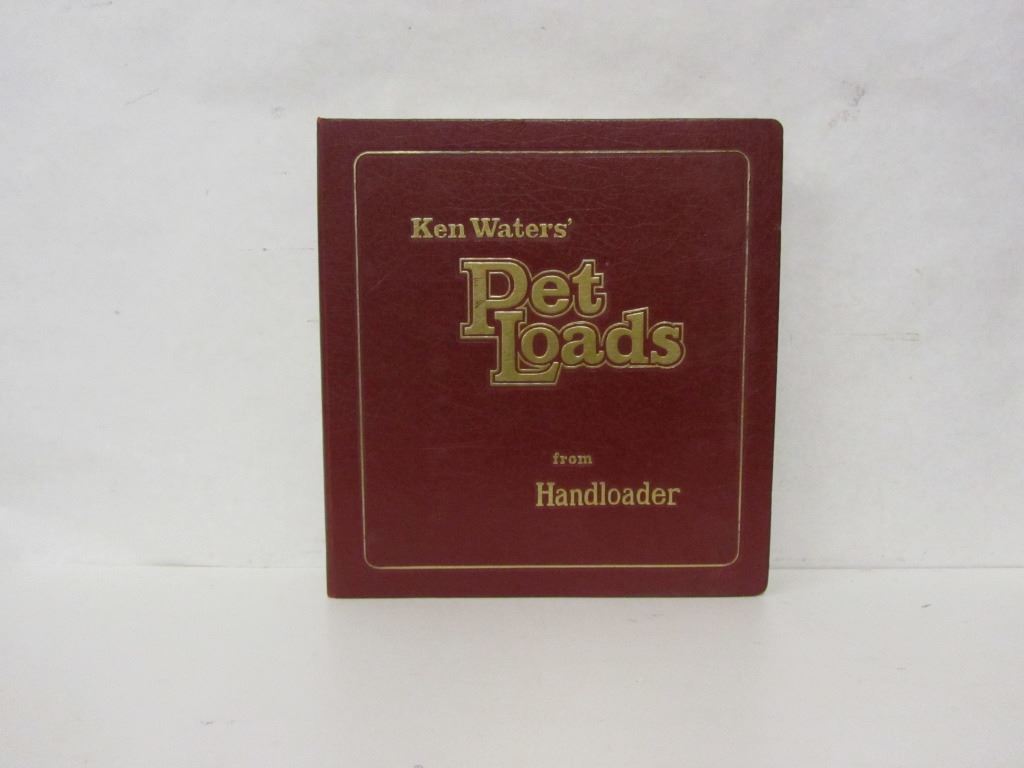 Ken Waters'
Pet
Loads
from
Handloader